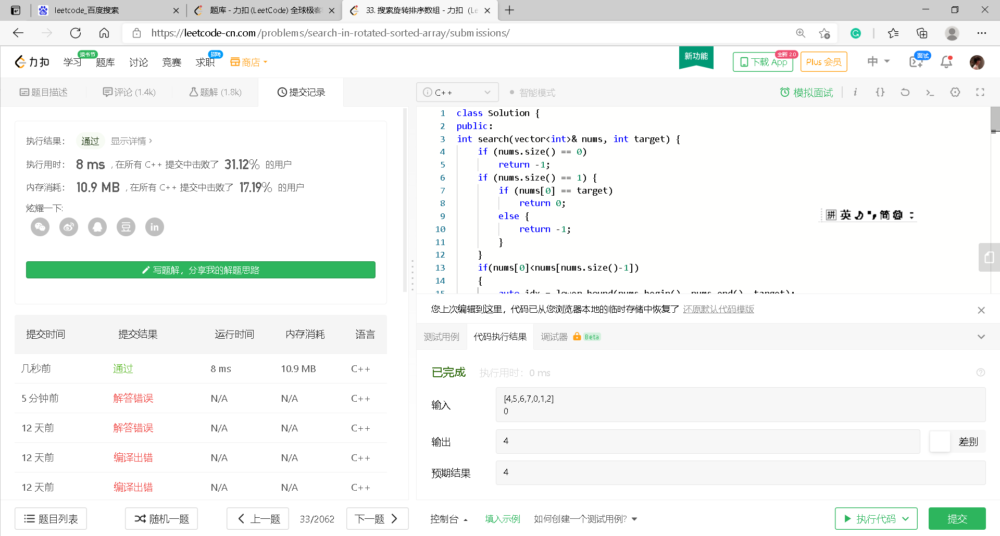 leetcode_百度搜索
题库 - 力扣 (LeetCode) 全球极客
33. 搜索旋转排序数组 - 力扣 (Le
https://leetcode-cn.com/problems/search-in-rotated-sorted-array/submissions/
力扣
学习
读书节
题库
讨论
竞赛
求职
招聘
商店
新功能
下载 App
全新 2.0
Plus 会员
中
面试
题目描述
评论 (1.4k)
题解 (1.8k)
提交记录
C++
智能模式
模拟面试
执行结果：
通过
显示详情 >
执行用时： 8 ms , 在所有 C++ 提交中击败了 31.12% 的用户
内存消耗： 10.9 MB , 在所有 C++ 提交中击败了 17.19% 的用户
炫耀一下:
豆
in
写题解，分享我的解题思路
提交时间 提交结果 运行时间 内存消耗 语言
几秒前 通过 8 ms 10.9 MB C++
5 分钟前 解答错误 N/A N/A C++
12 天前 解答错误 N/A N/A C++
12 天前 编译出错 N/A N/A C++
12 天前 编译出错 N/A N/A C++
题目列表
随机一题
上一题
33/2062
下一题
1 class Solution {
2 public:
3 int search(vector<int>& nums, int target) {
4 if (nums.size() == 0)
5 return -1;
6 if (nums.size() == 1) {
7 if (nums[0] == target)
8 return 0;
9 else {
10 return -1;
11 }
12 }
13 if(nums[0]<nums[nums.size()-1])
14 {
15 auto idx = lower_bound(nums.begin(), nums.end(), target);
拼 英 简
您上次编辑到这里，代码已从您浏览器本地的临时存储中恢复了 还原默认代码模版
测试用例
代码执行结果
调试器
Beta
已完成
执行用时：0 ms
输入
[4,5,6,7,0,1,2]
0
输出
4
差别
预期结果
4
控制台
填入示例
如何创建一个测试用例?
执行代码
提交